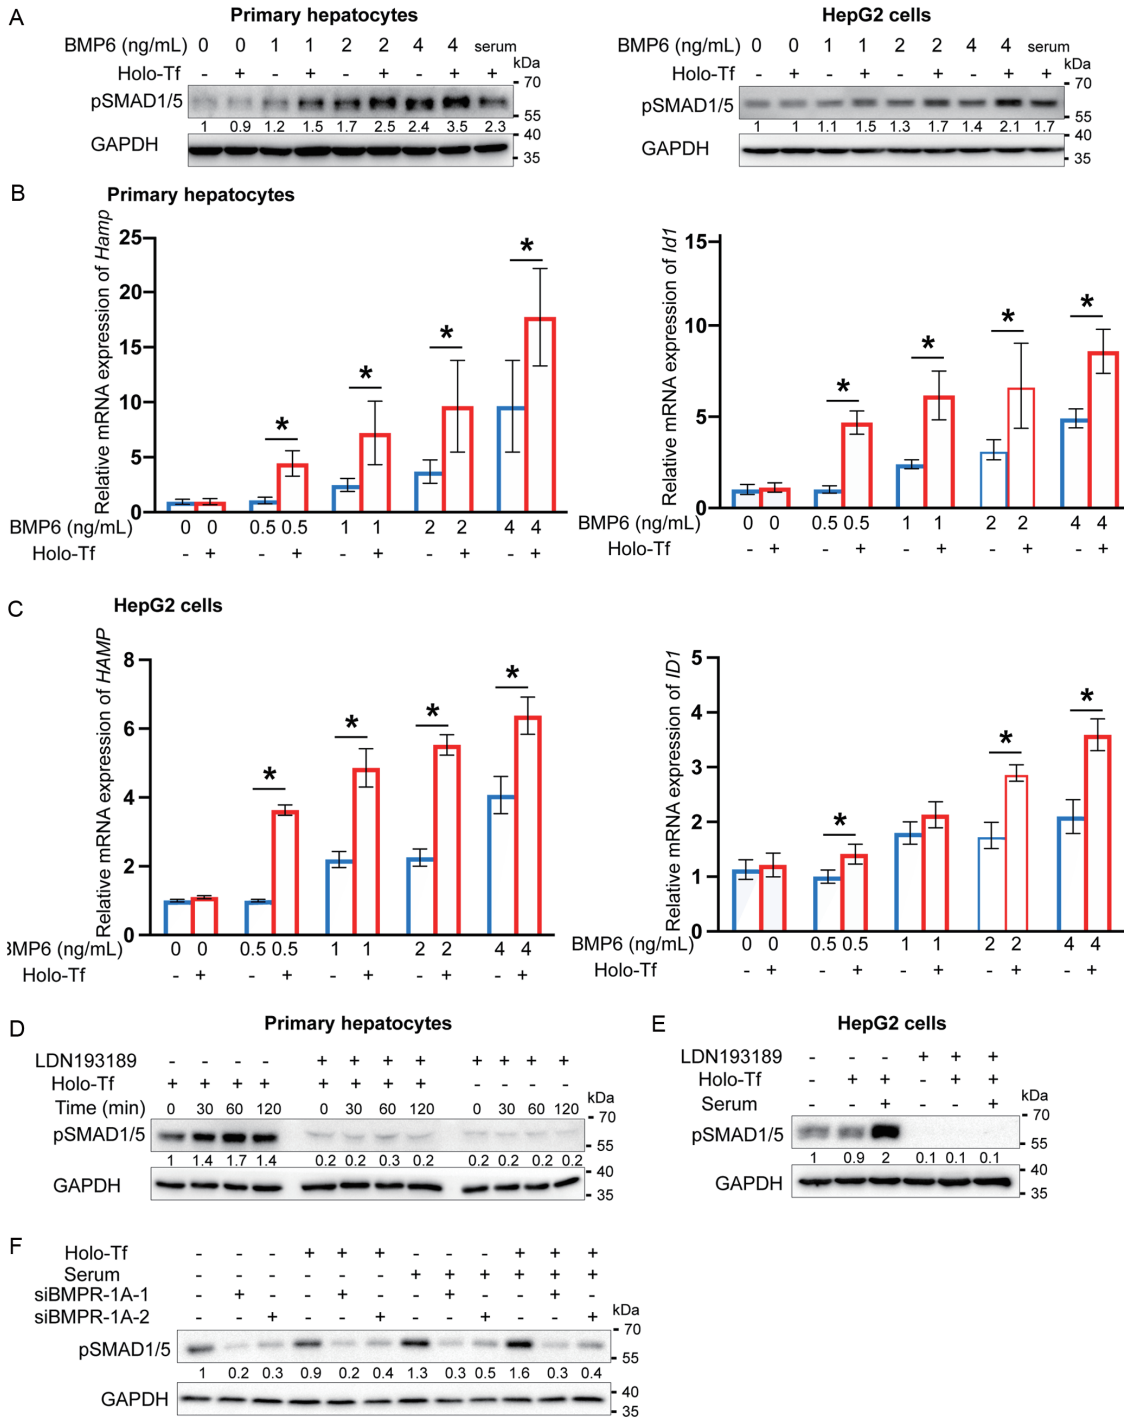 A
Primary hepatocytes
BMP6 (ng/mL) 0 0 1 1 2 2 4 4 serum
Holo-Tf - + - + - + - + +
kDa
pSMAD1/5
70
55
1 0.9 1.2 1.5 1.7 2.5 2.4 3.5 2.3
GAPDH
40
35
HepG2 cells
BMP6 (ng/mL) 0 0 1 1 2 2 4 4 serum
Holo-Tf - + - + - + - + +
kDa
pSMAD1/5
70
55
1 1 1.1 1.5 1.3 1.7 1.4 2.1 1.7
GAPDH
40
35
B
Primary hepatocytes
Relative mRNA expression of Hamp
25
20
15
10
5
0
* * * *
BMP6 (ng/mL) 0 0 0.5 0.5 1 1 2 2 4 4
Holo-Tf - + - + - + - + - +
Relative mRNA expression of Id1
15
10
5
0
* * * *
BMP6 (ng/mL) 0 0 0.5 0.5 1 1 2 2 4 4
Holo-Tf - + - + - + - + - +
C
HepG2 cells
Relative mRNA expression of HAMP
8
6
4
2
0
* * * *
BMP6 (ng/mL) 0 0 0.5 0.5 1 1 2 2 4 4
Holo-Tf - + - + - + - + - +
Relative mRNA expression of ID1
5
4
3
2
1
0
* * *
BMP6 (ng/mL) 0 0 0.5 0.5 1 1 2 2 4 4
Holo-Tf - + - + - + - + - +
D
Primary hepatocytes
LDN193189 - - - - + + + + + + + +
Holo-Tf + + + + + + + + - - - -
Time (min) 0 30 60 120 0 30 60 120 0 30 60 120
kDa
pSMAD1/5
70
55
1 1.4 1.7 1.4 0.2 0.2 0.3 0.2 0.2 0.2 0.2 0.2
GAPDH
40
35
E
HepG2 cells
LDN193189 - - - + + +
Holo-Tf - + + - + +
Serum - - + - - +
kDa
pSMAD1/5
70
55
1 0.9 2 0.1 0.1 0.1
GAPDH
40
35
F
Holo-Tf - - - + + + - - - + + +
Serum - - - - - - + + + + + +
siBMPR-1A-1 - + - - + - - + - - + -
siBMPR-1A-2 - - + - - + - - + - - +
kDa
pSMAD1/5
70
55
1 0.2 0.3 0.9 0.2 0.4 1.3 0.3 0.5 1.6 0.3 0.4
GAPDH
40
35